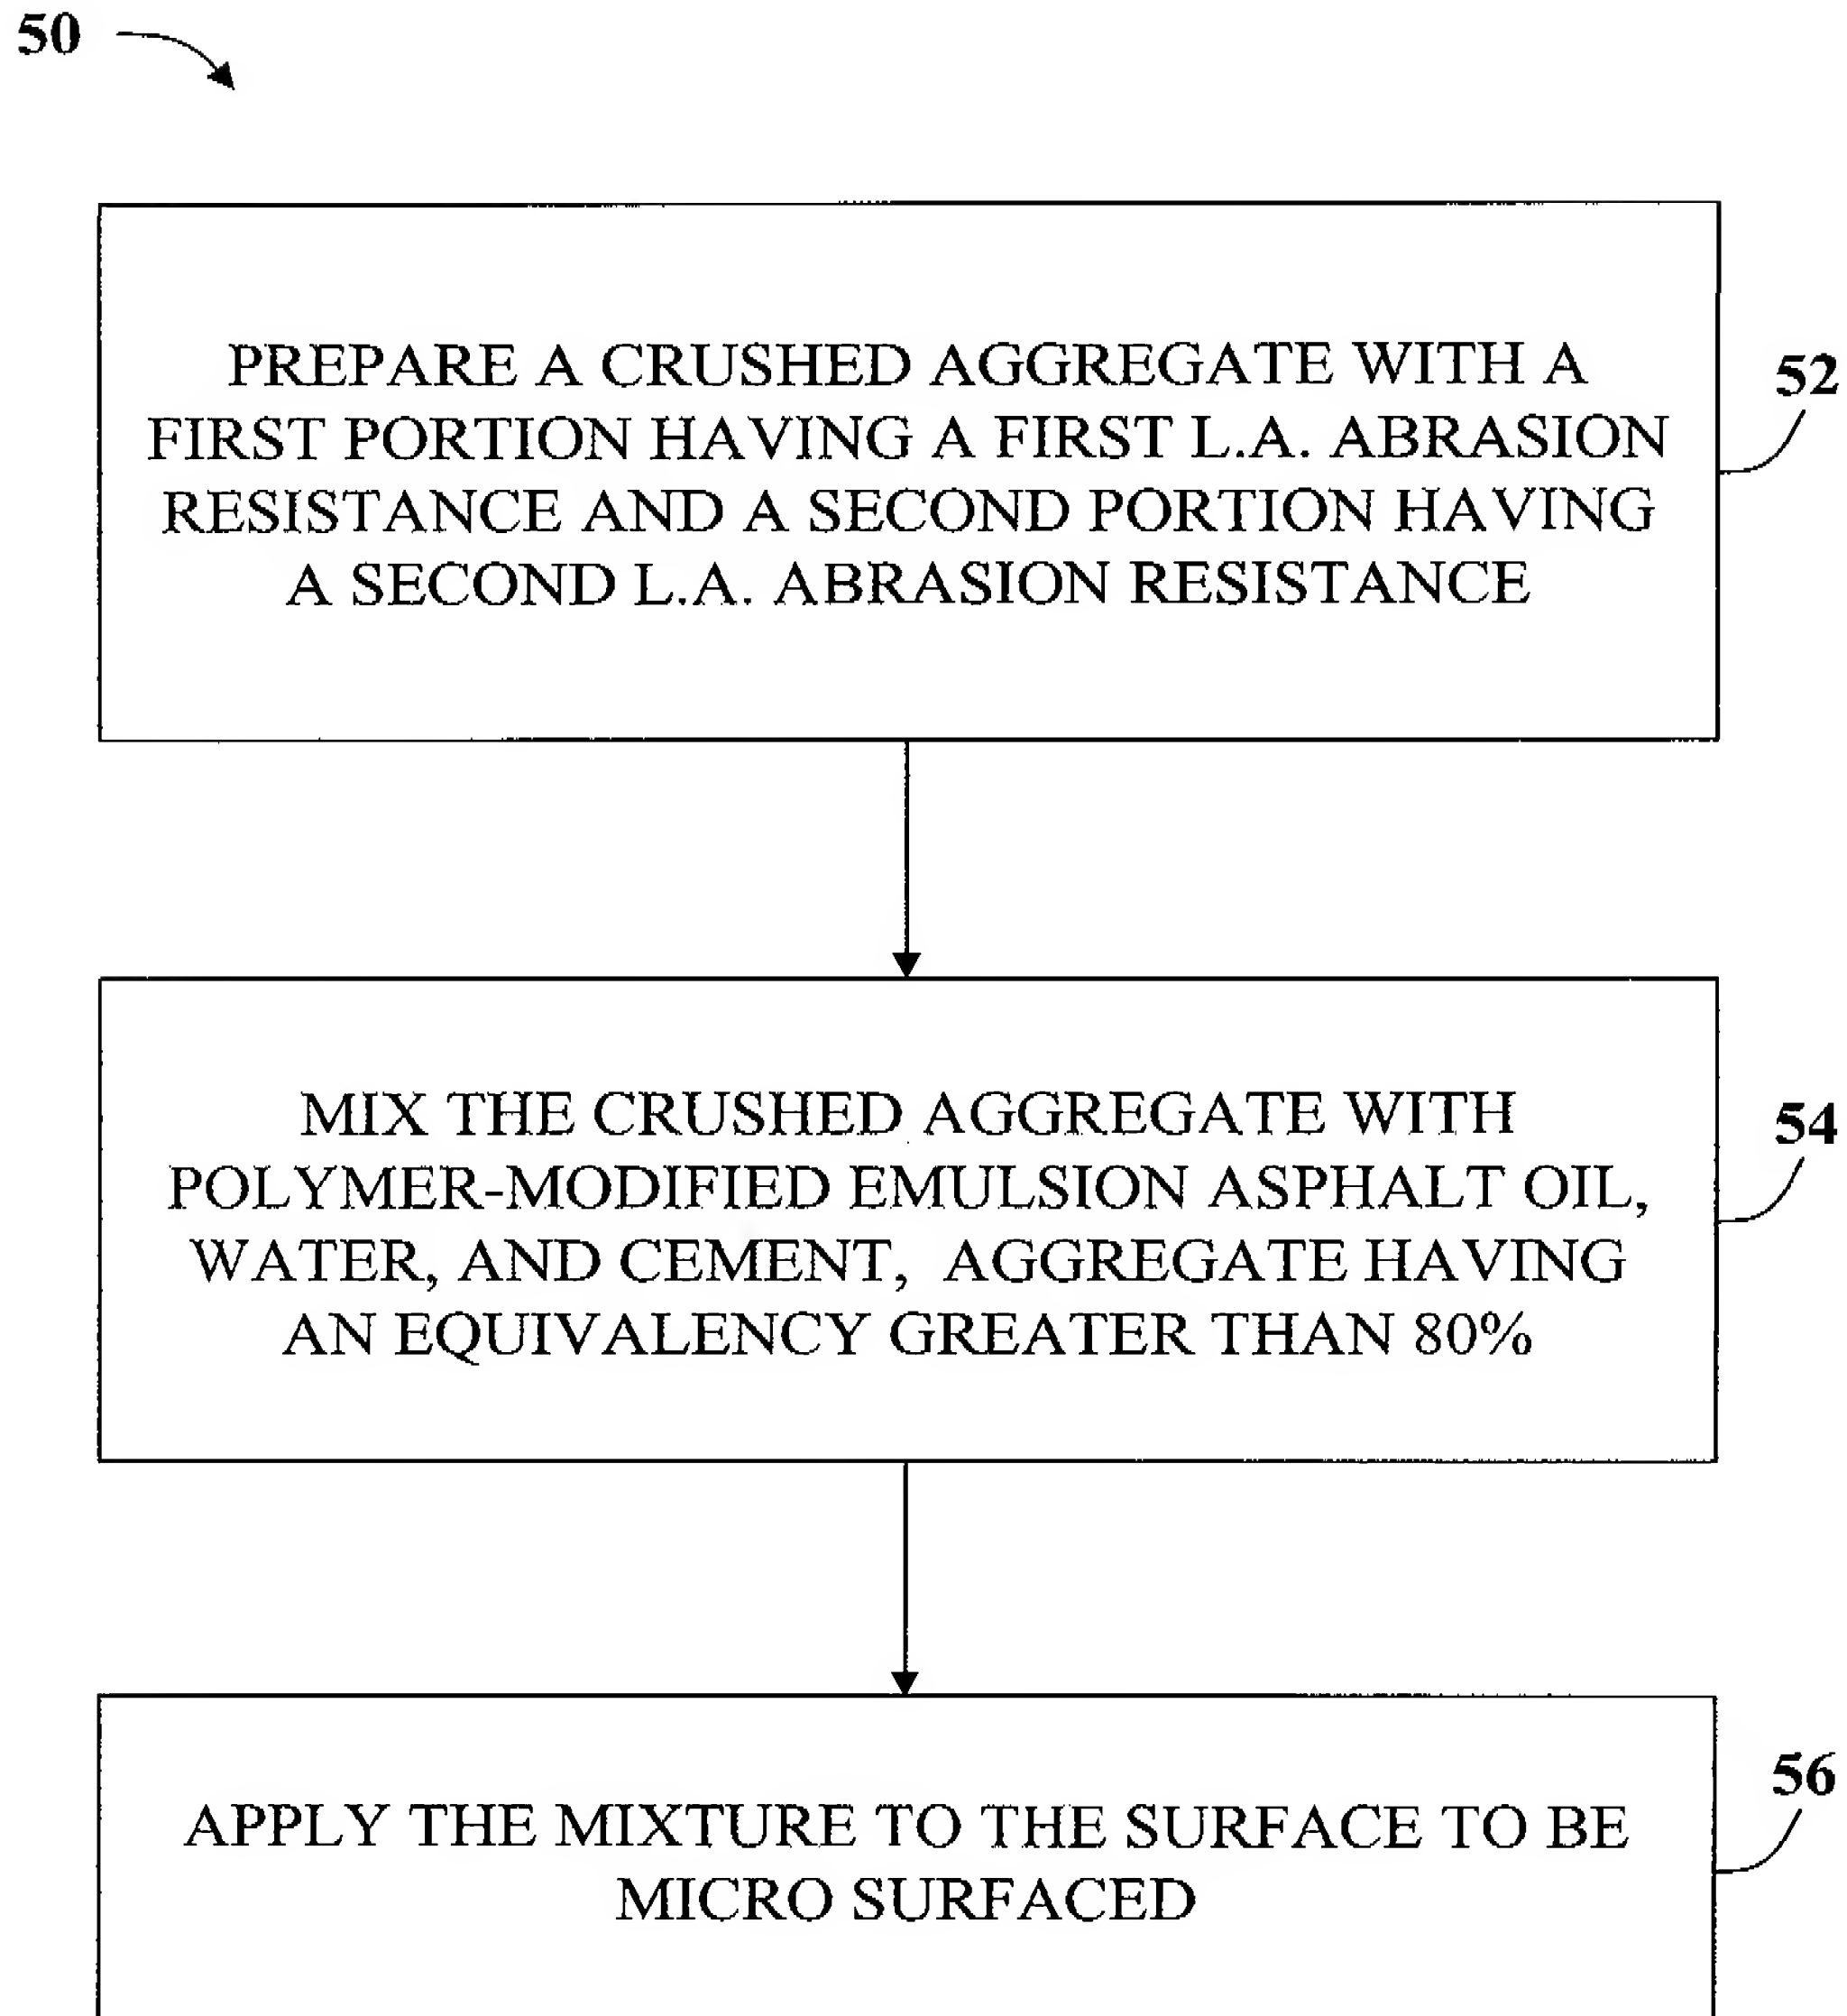 50
PREPARE A CRUSHED AGGREGATE WITH A
FIRST PORTION HAVING A FIRST L.A. ABRASION
RESISTANCE AND A SECOND PORTION HAVING
A SECOND L.A. ABRASION RESISTANCE
52
MIX THE CRUSHED AGGREGATE WITH
POLYMER-MODIFIED EMULSION ASPHALT OIL,
WATER, AND CEMENT, AGGREGATE HAVING
AN EQUIVALENCY GREATER THAN 80%
54
APPLY THE MIXTURE TO THE SURFACE TO BE
MICRO SURFACED
56